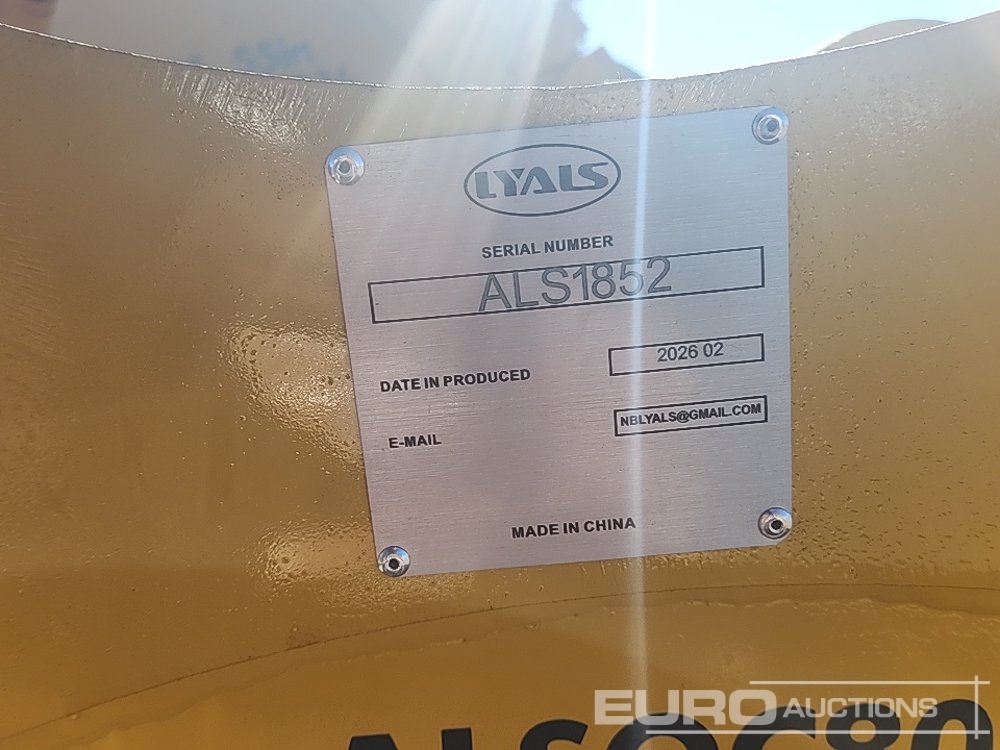 LYALS
SERIAL NUMBER
ALS1852
DATE IN PRODUCED
2026 02
E-MAIL
NBLYALS@GMAIL.COM
MADE IN CHINA
EURO AUCTIONS